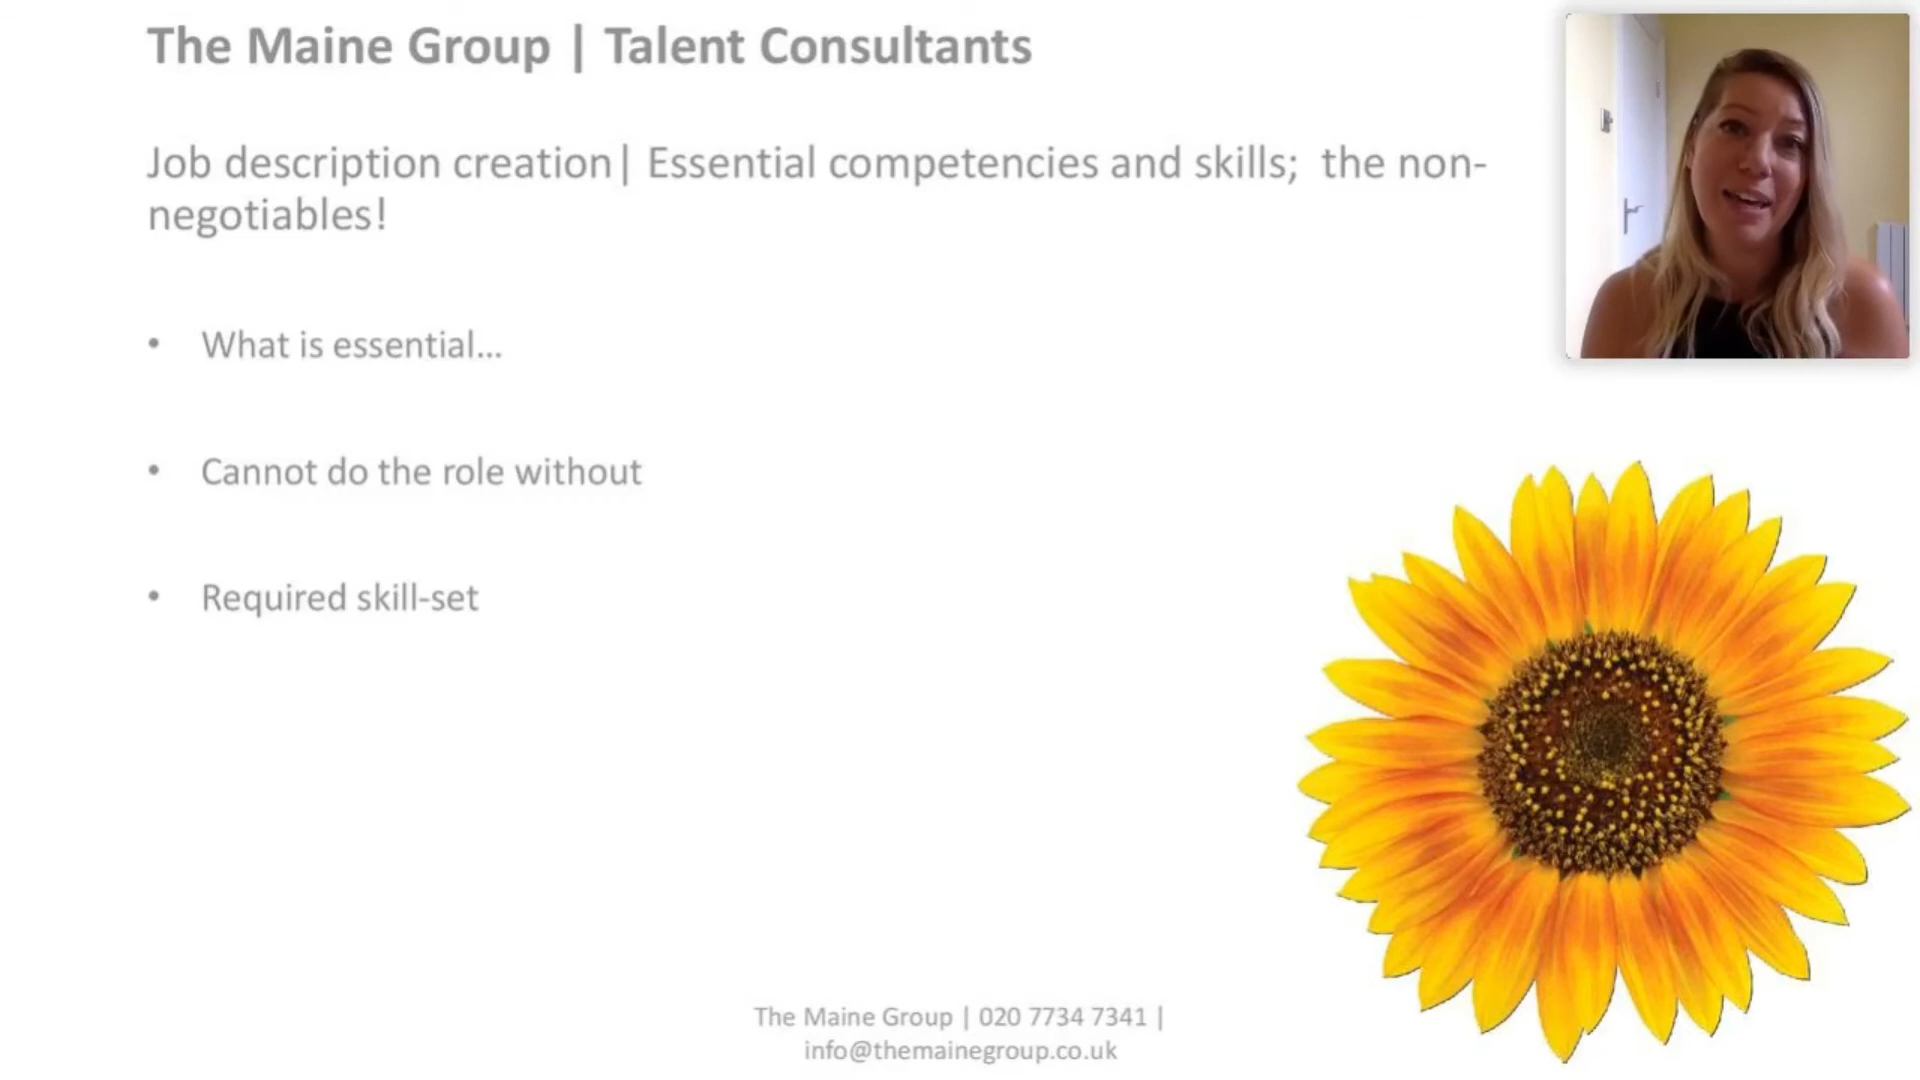 The Maine Group | Talent Consultants
Job description creation| Essential competencies and skills;  the non-
negotiables!
• What is essential...
• Cannot do the role without
• Required skill-set
The Maine Group | 020 7734 7341 |
info@themainegroup.co.uk